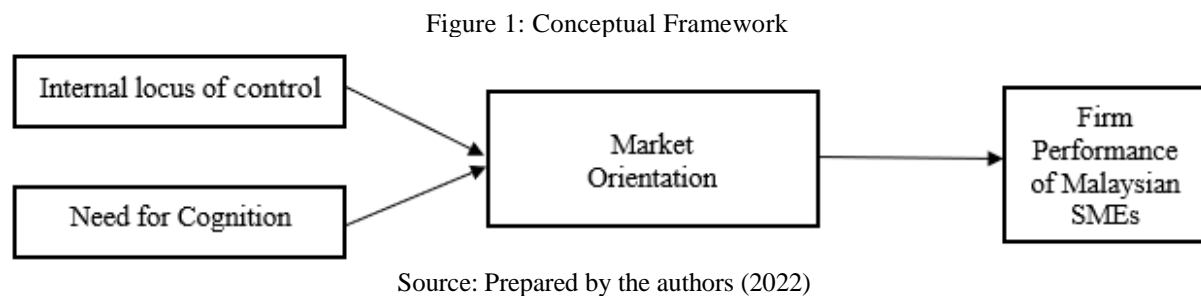 Figure 1: Conceptual Framework
Internal locus of control
Need for Cognition
Market
Orientation
Firm
Performance
of Malaysian
SMEs
Source: Prepared by the authors (2022)